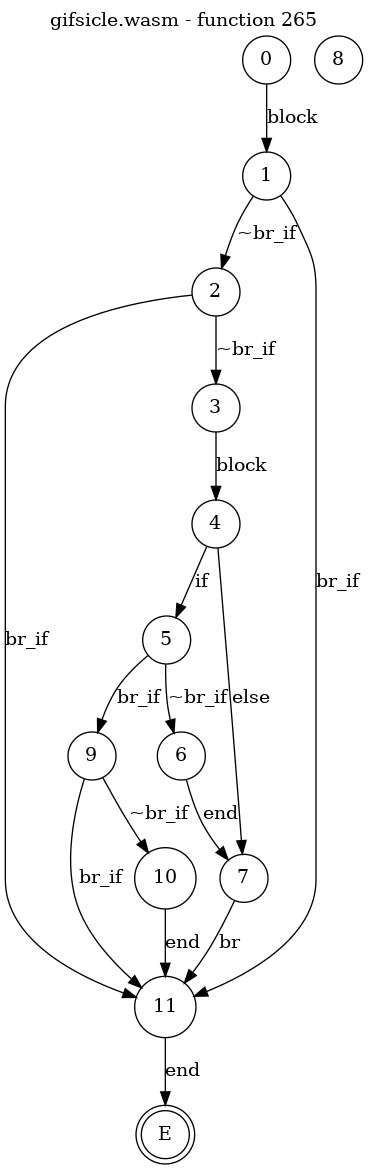 gifsicle.wasm - function 265
0
8
block
1
~br_if
2
~br_if
3
block
br_if
br_if
4
if
5
br_if
~br_if
else
9
6
~br_if
end
br_if
10
7
end
br
11
end
E